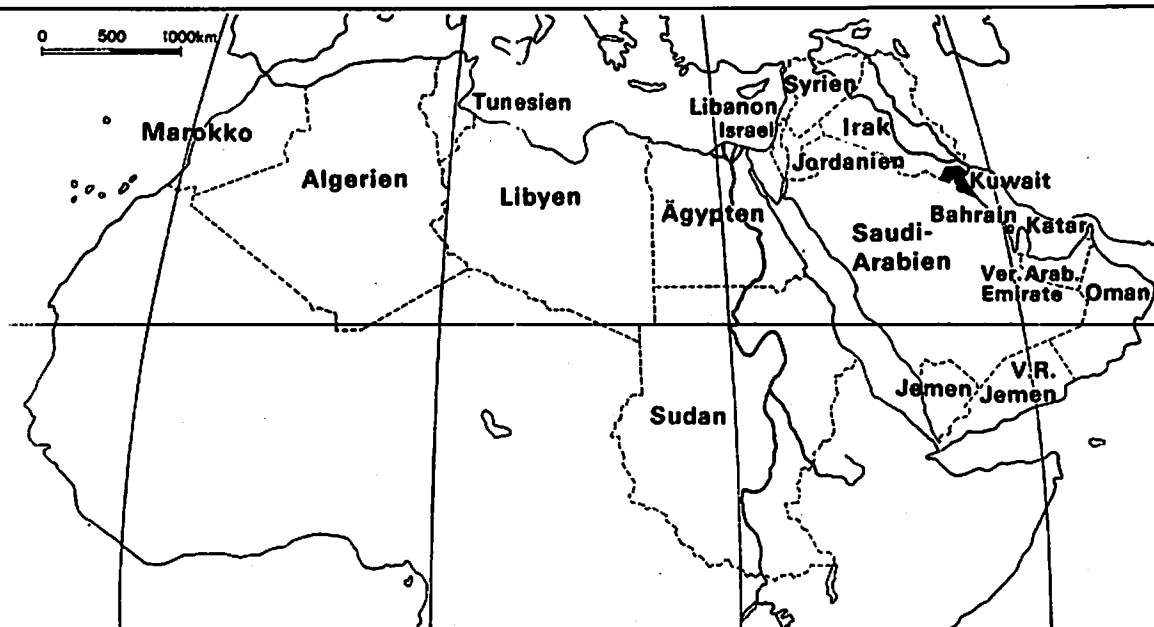 0 500 1000km
Syrien
Tunesien
Libanon
Israel
Irak
Marokko
Jordanien
Algerien
Kuwait
Libyen
Ägypten
Bahrain
Katar
Saudi-
Arabien
Ver. Arab.
Emirate
Oman
V.R.
Jemen
Jemen
Sudan